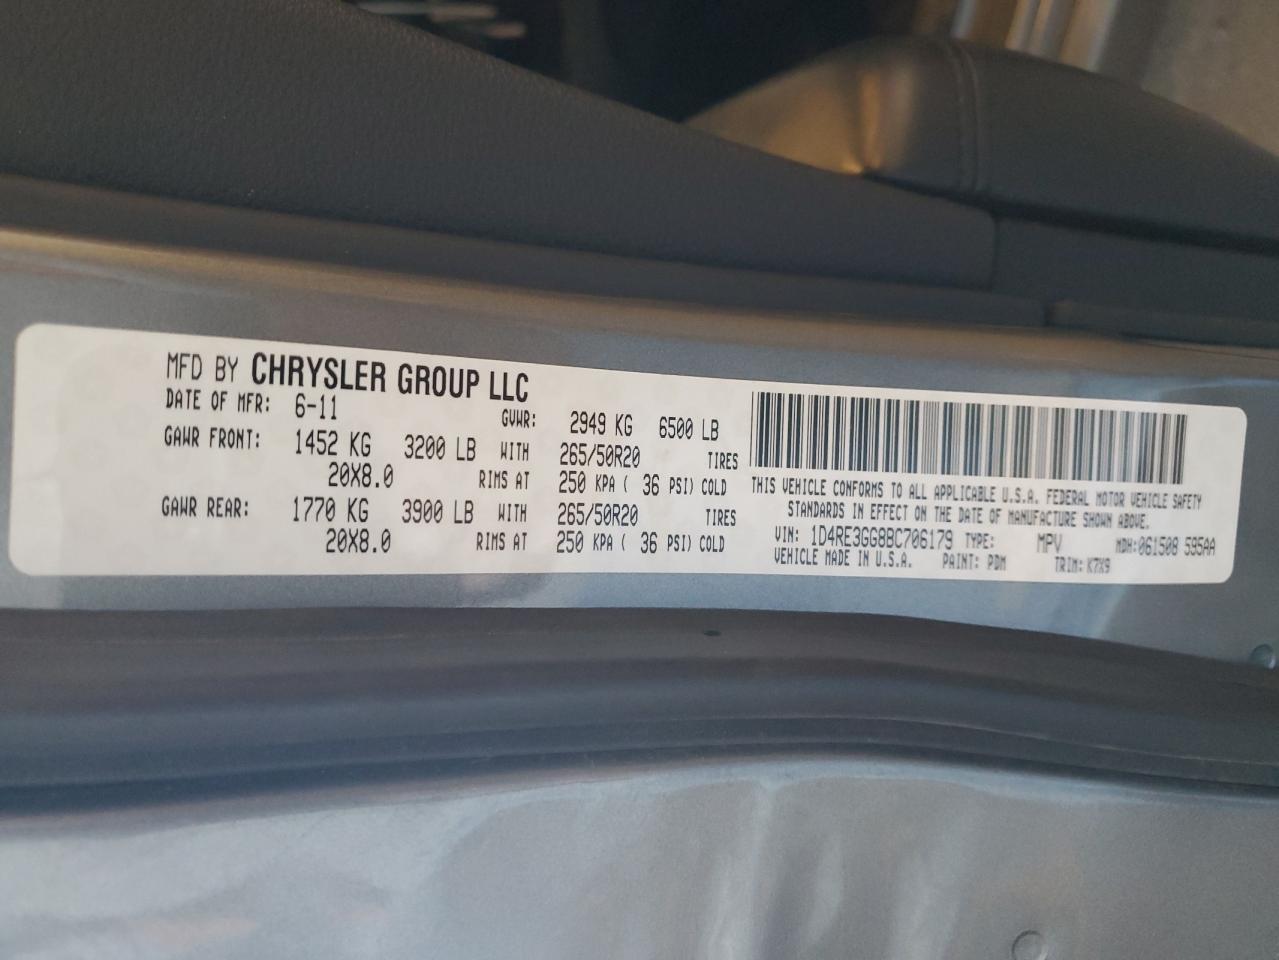 MFD BY CHRYSLER GROUP LLC
DATE OF MFR: 6-11 GVWR: 2949 KG 6500 LB
GAWR FRONT: 1452 KG 3200 LB WITH 265/50R20 TIRES
20X8.0 RIMS AT 250 KPA ( 36 PSI) COLD
GAWR REAR: 1770 KG 3900 LB WITH 265/50R20 TIRES
20X8.0 RIMS AT 250 KPA ( 36 PSI) COLD
THIS VEHICLE CONFORMS TO ALL APPLICABLE U.S.A. FEDERAL MOTOR VEHICLE SAFETY
STANDARDS IN EFFECT ON THE DATE OF MANUFACTURE SHOWN ABOVE.
VIN: 1D4RE3GG8BC706179 TYPE: MPV MDH:061508 595AA
VEHICLE MADE IN U.S.A. PAINT: PDM TRIM: K7X9